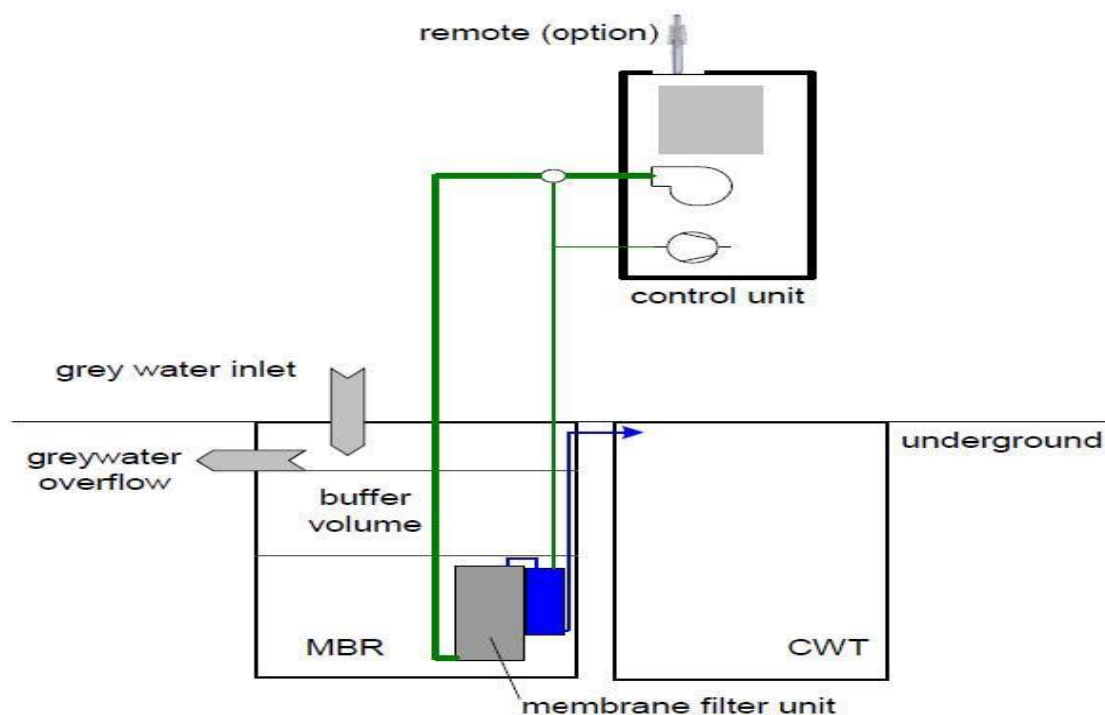 remote (option)
control unit
grey water inlet
greywater
overflow
underground
buffer
volume
MBR
CWT
membrane filter unit